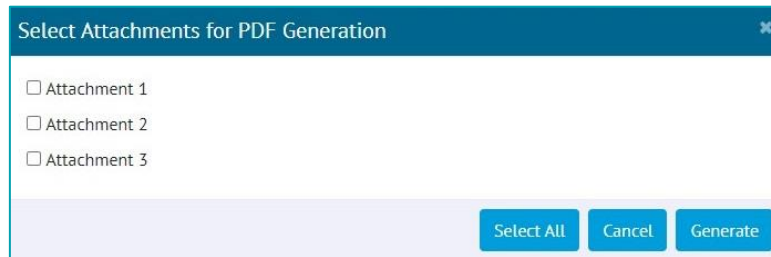 Select Attachments for PDF Generation
Attachment 1
Attachment 2
Attachment 3
Select All Cancel Generate